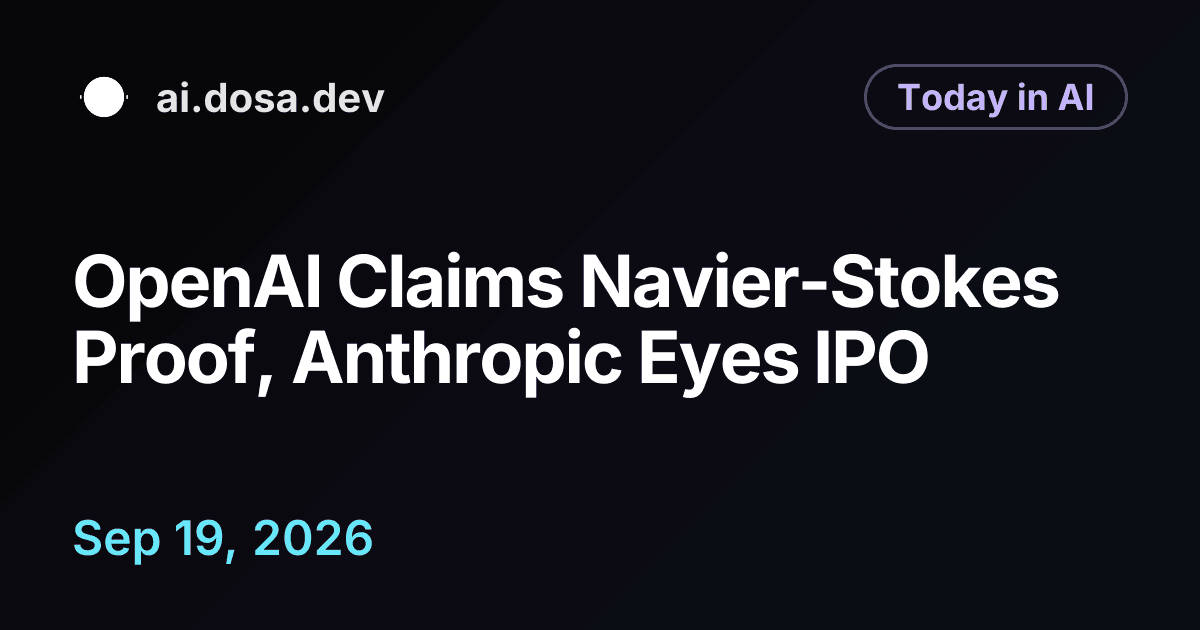 ai.dosa.dev
Today in AI
OpenAI Claims Navier-Stokes
Proof, Anthropic Eyes IPO
Sep 19, 2026